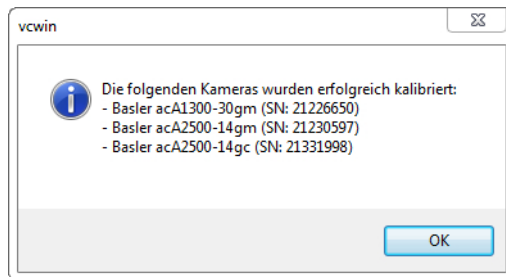 vcwin
Die folgenden Kameras wurden erfolgreich kalibriert:
- Basler acA1300-30gm (SN: 21226650)
- Basler acA2500-14gm (SN: 21230597)
- Basler acA2500-14gc (SN: 21331998)
OK